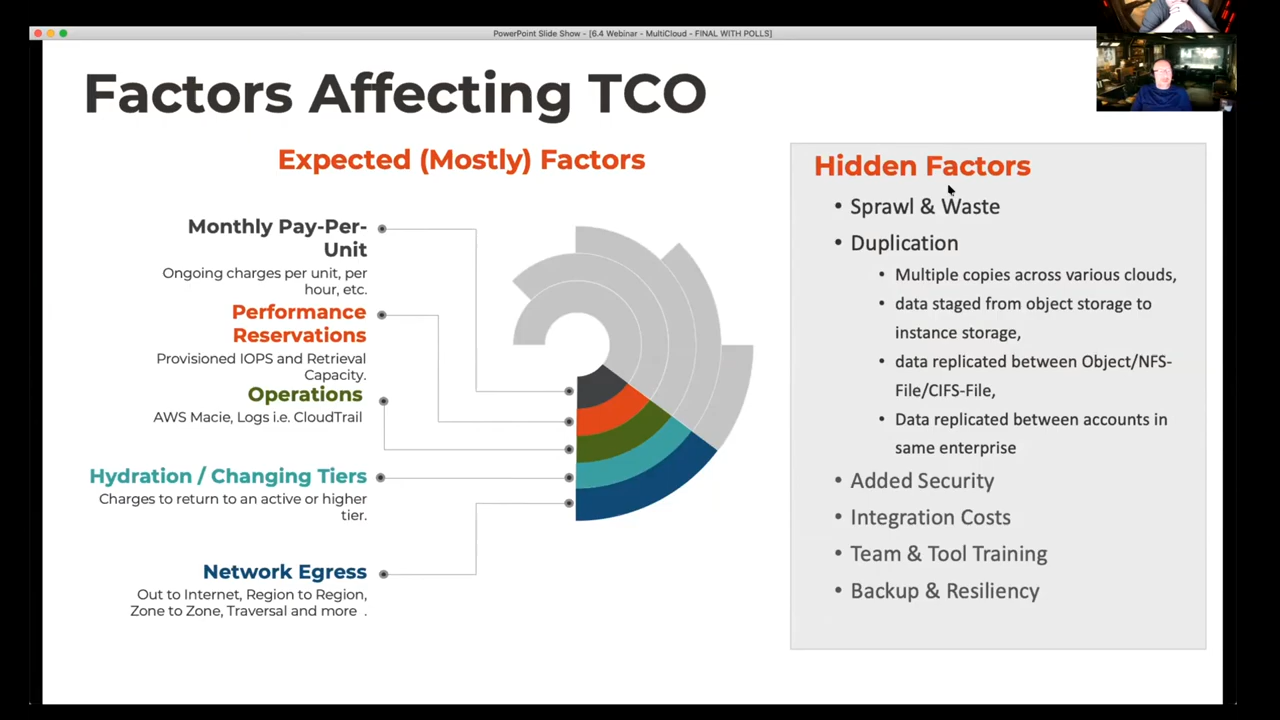 PowerPoint Slide Show - [6.4 Webinar - MultiCloud - FINAL WITH POLLS]
Factors Affecting TCO
Expected (Mostly) Factors
Monthly Pay-Per-
Unit
Ongoing charges per unit, per
hour, etc.
Performance
Reservations
Provisioned IOPS and Retrieval
Capacity.
Operations
AWS Macie, Logs i.e. CloudTrail
Hydration / Changing Tiers
Charges to return to an active or higher
tier.
Network Egress
Out to Internet, Region to Region,
Zone to Zone, Traversal and more .
Hidden Factors
• Sprawl & Waste
• Duplication
• Multiple copies across various clouds,
• data staged from object storage to
instance storage,
• data replicated between Object/NFS-
File/CIFS-File,
• Data replicated between accounts in
same enterprise
• Added Security
• Integration Costs
• Team & Tool Training
• Backup & Resiliency